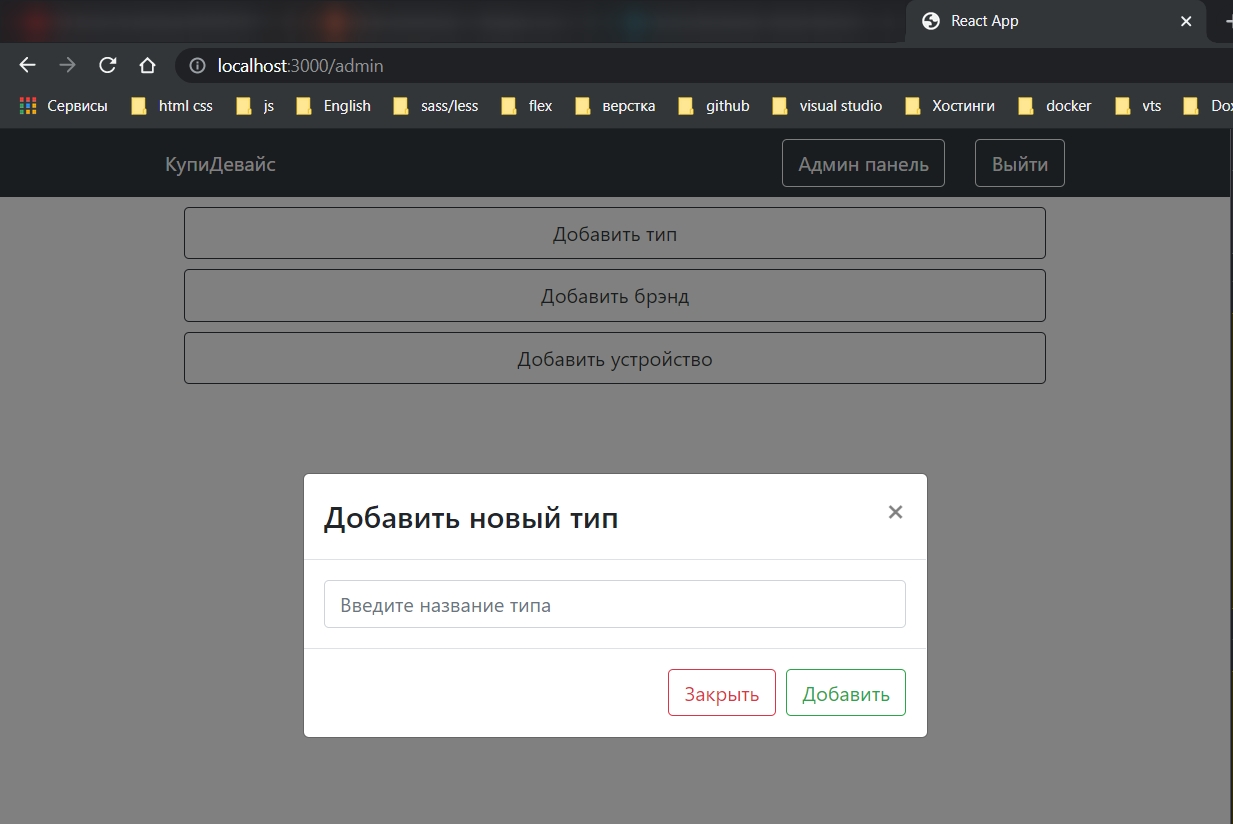 React App
localhost:3000/admin
Сервисы html css js English sass/less flex верстка github visual studio Хостинги docker vts
КупиДевайс Админ панель Выйти
Добавить тип
Добавить брэнд
Добавить устройство
Добавить новый тип ×
Введите название типа
Закрыть Добавить